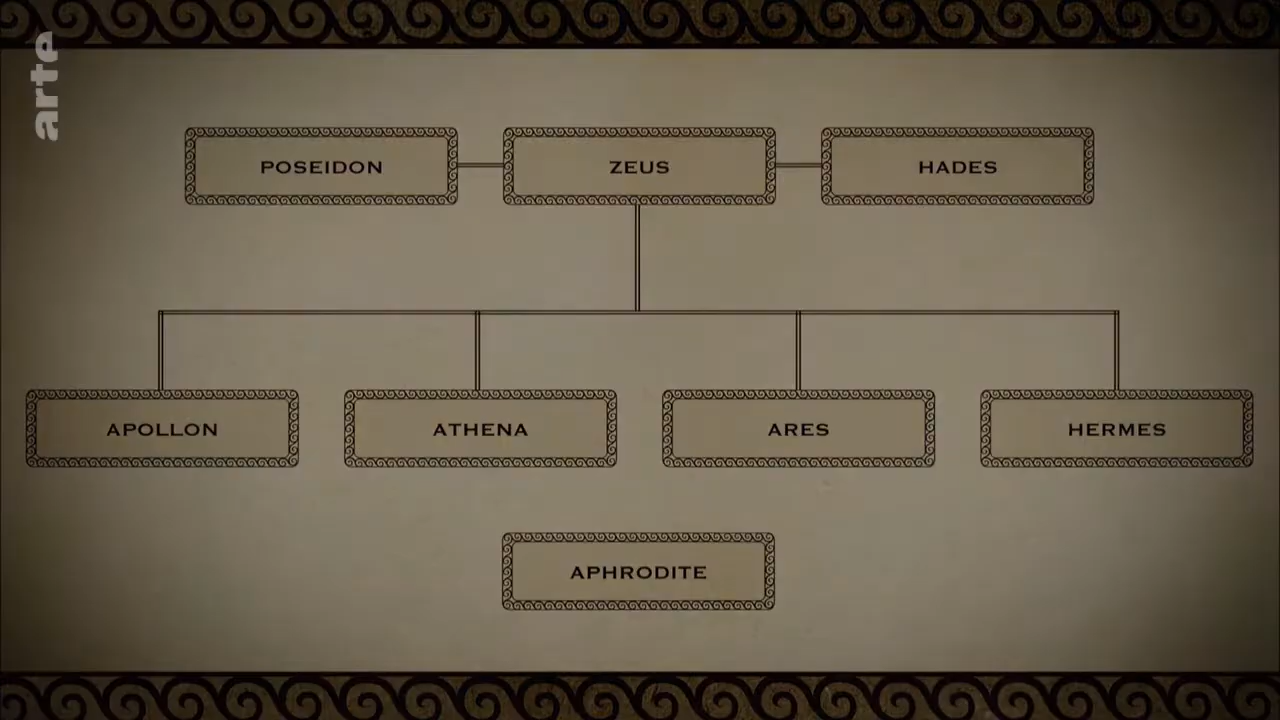 arte
POSEIDON
ZEUS
HADES
APOLLON
ATHENA
ARES
HERMES
APHRODITE